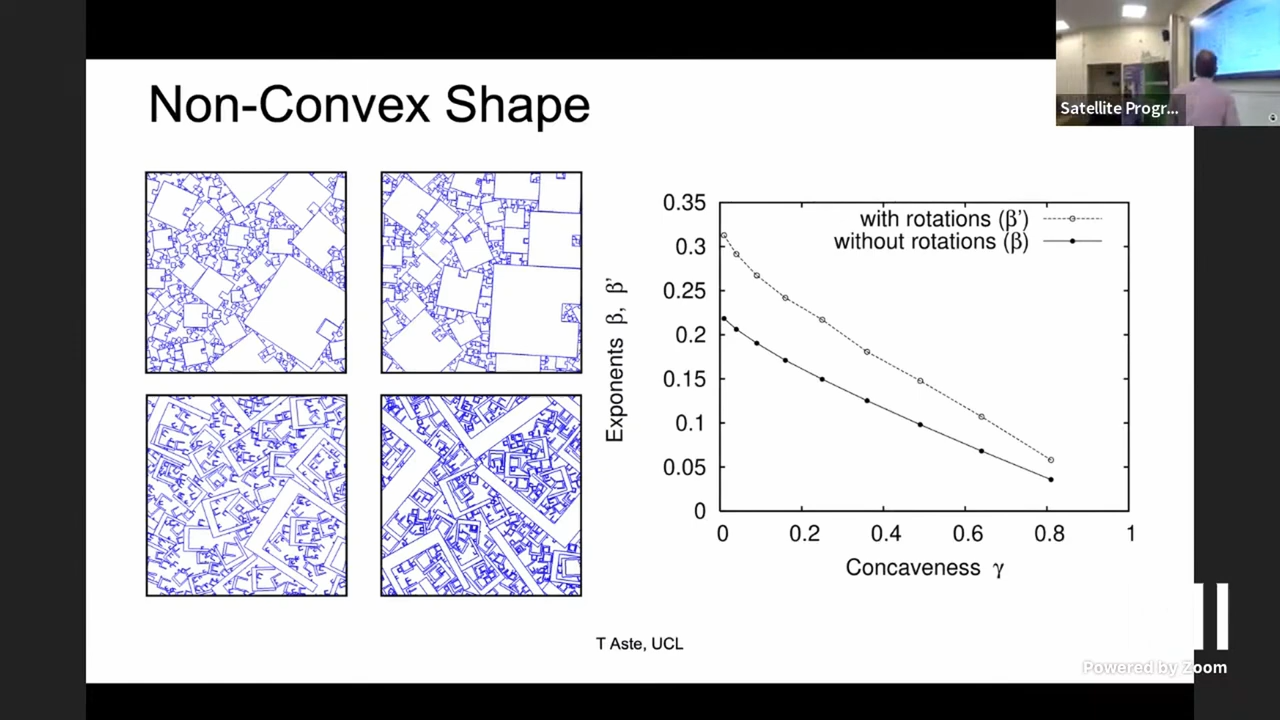 Non-Convex Shape
Satellite Progr...
with rotations (β')
without rotations (β)
0.35
0.3
0.25
0.2
0.15
0.1
0.05
0
Exponents β, β'
0
0.2
0.4
0.6
0.8
1
Concaveness γ
T Aste, UCL
Powered by Zoom